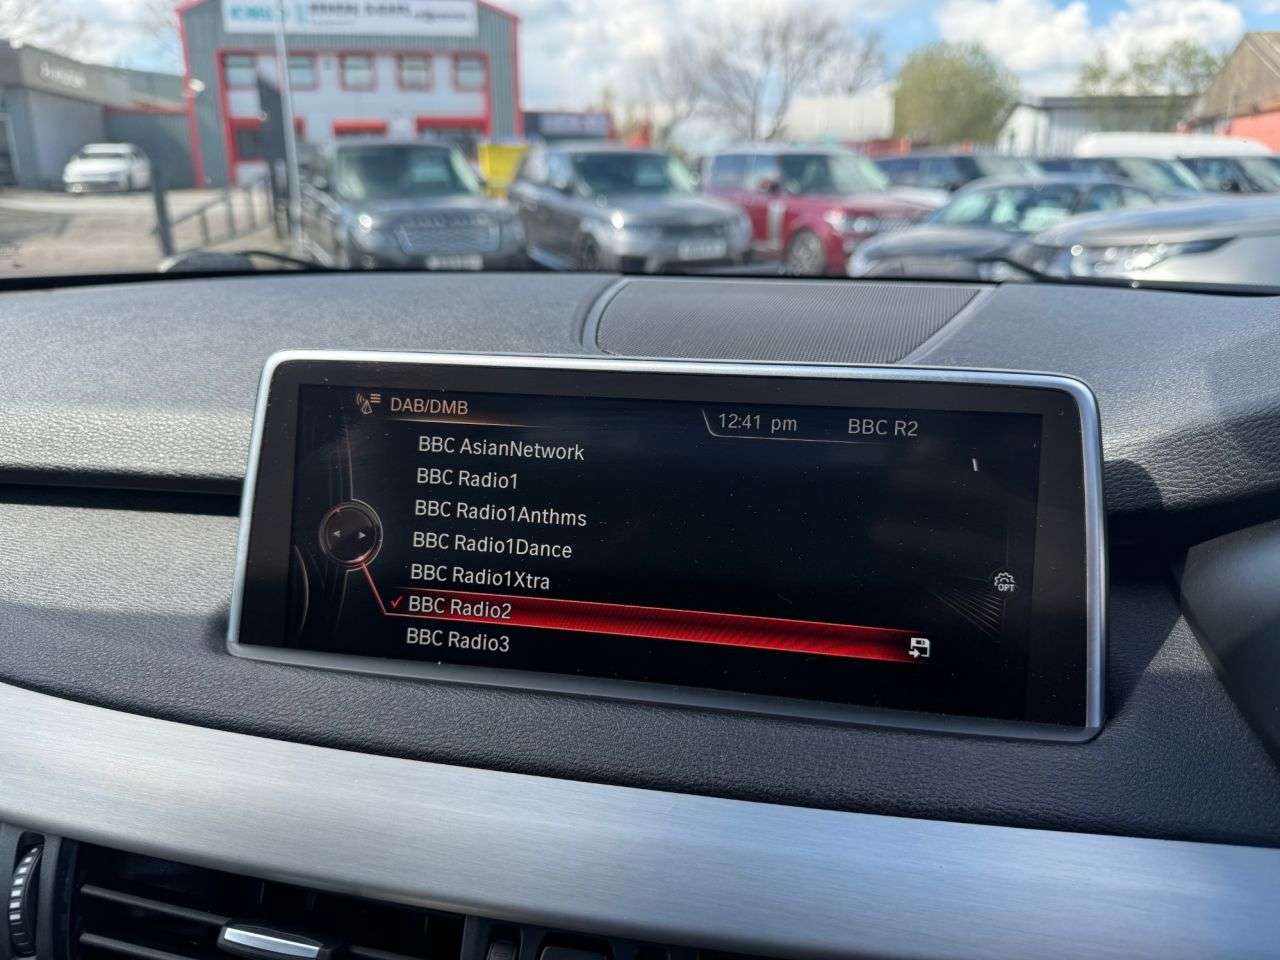 DAB/DMB
12:41 pm
BBC R2
BBC AsianNetwork
BBC Radio1
BBC Radio1Anthms
BBC Radio1Dance
BBC Radio1Xtra
BBC Radio2
BBC Radio3
OPT